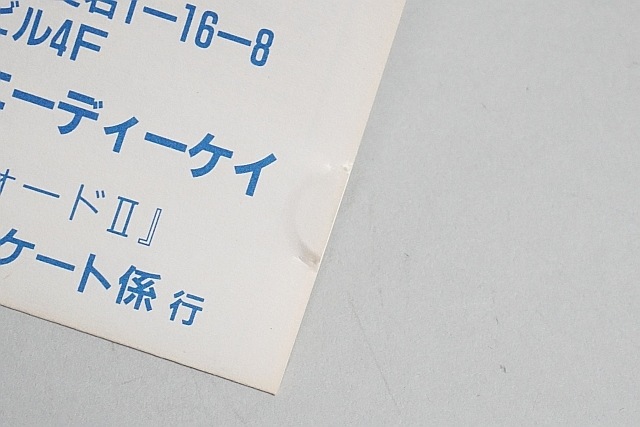 1―16―8
ビル4F
エーディーケイ
オードⅡ』
ケート係 行